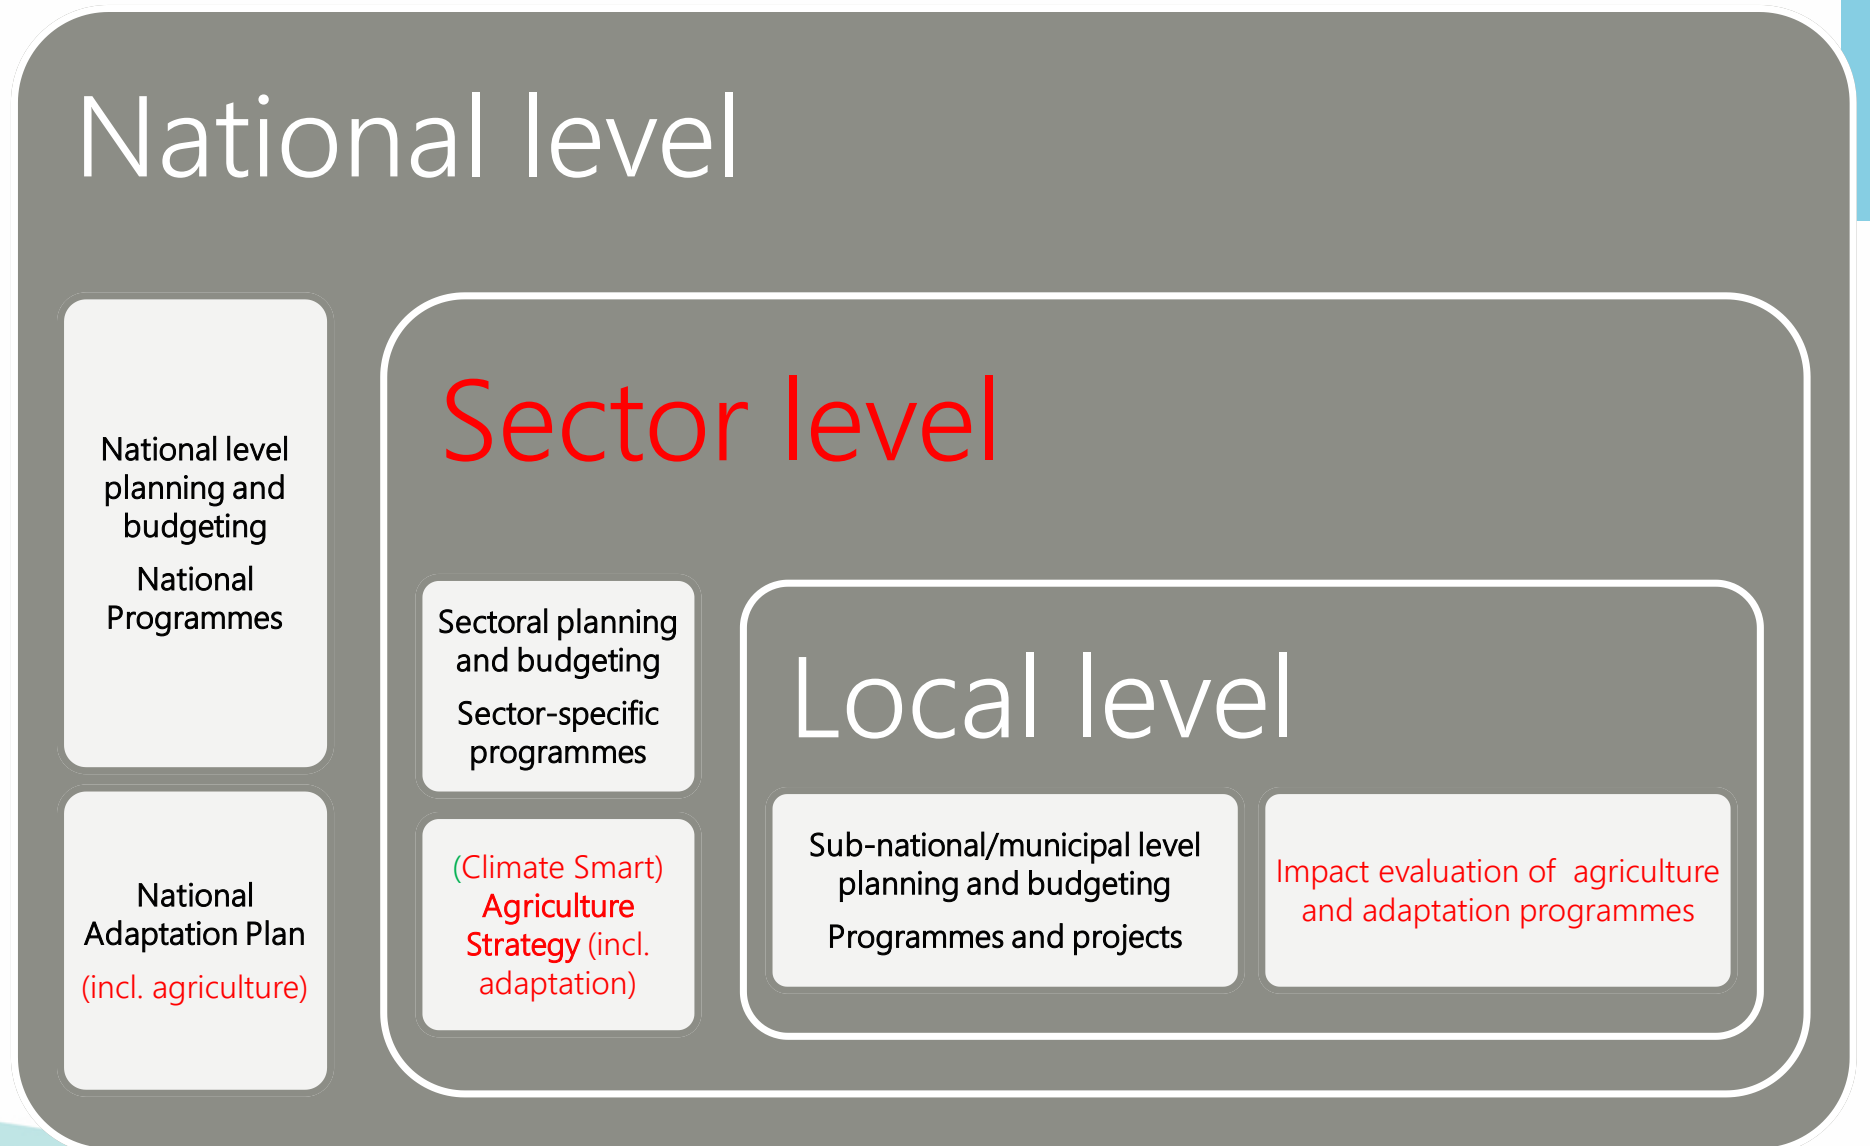 National level
National level
planning and
budgeting
National
Programmes
National
Adaptation Plan
(incl. agriculture)
Sector level
Sectoral planning
and budgeting
Sector-specific
programmes
(Climate Smart)
Agriculture
Strategy (incl.
adaptation)
Local level
Sub-national/municipal level
planning and budgeting
Programmes and projects
Impact evaluation of  agriculture
and adaptation programmes